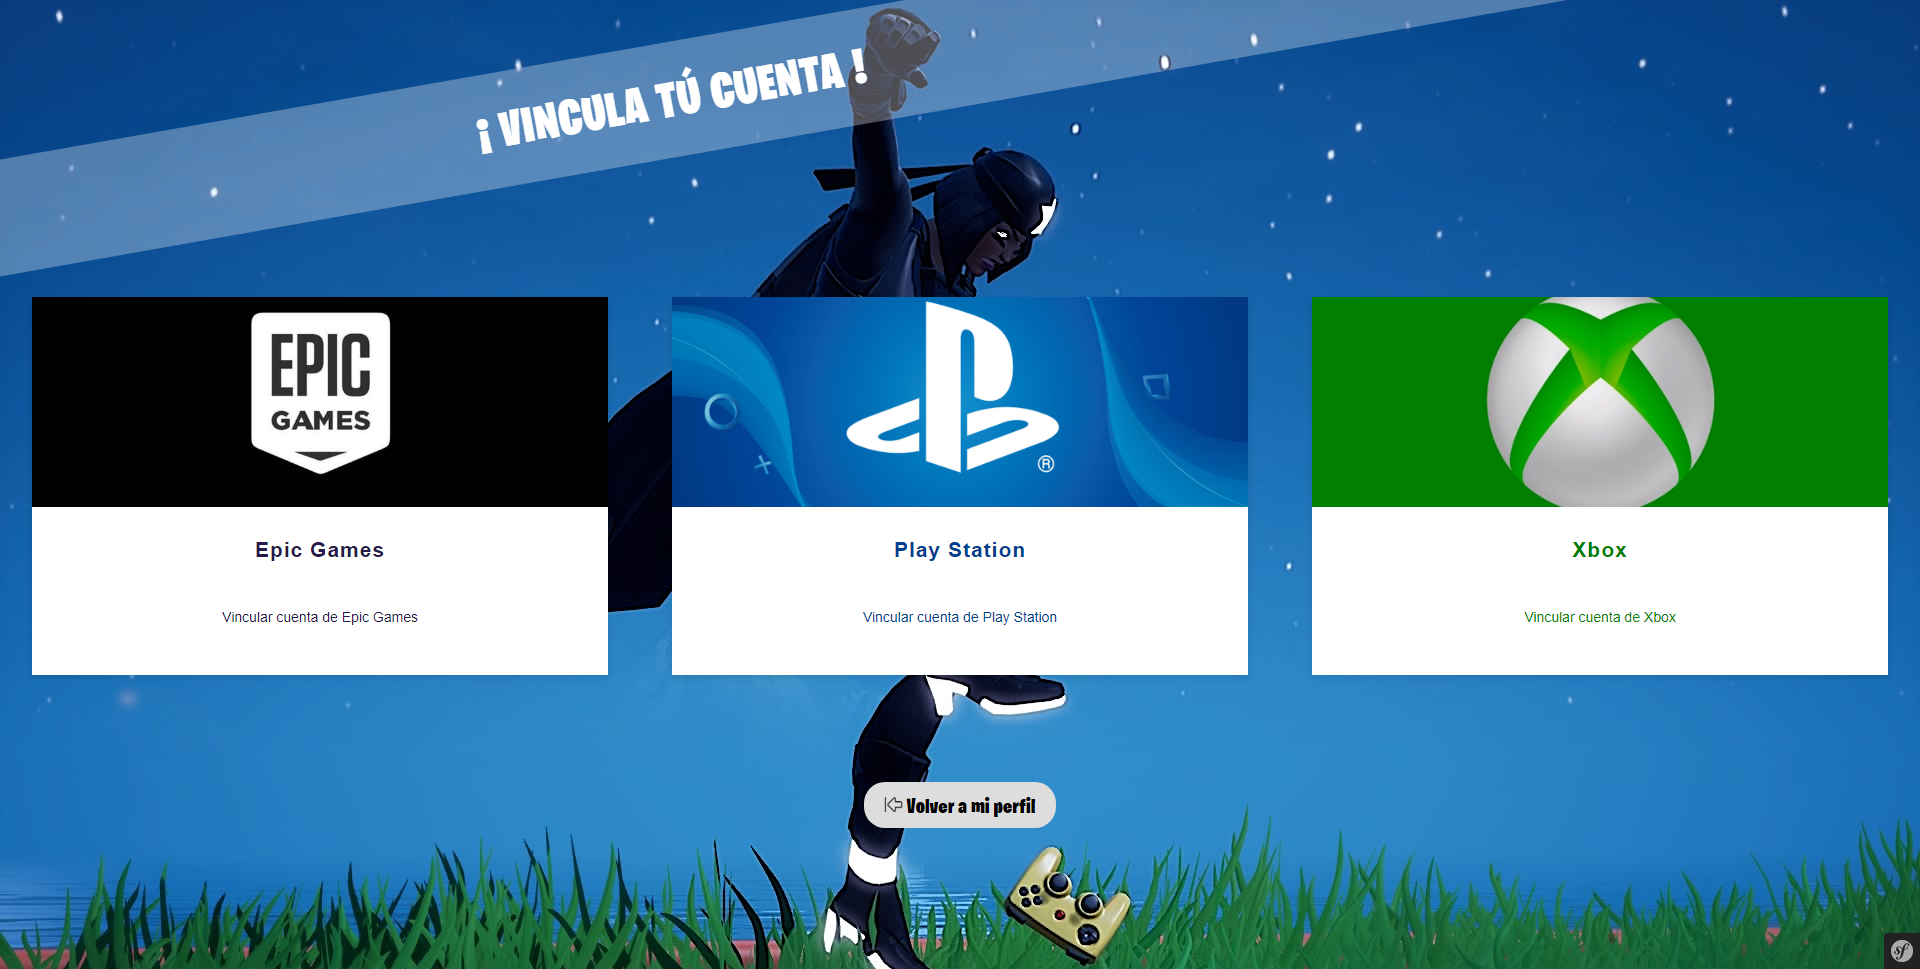 ¡ VINCULA TÚ CUENTA !
EPIC
GAMES
®
Epic Games
Play Station
Xbox
Vincular cuenta de Epic Games
Vincular cuenta de Play Station
Vincular cuenta de Xbox
Volver a mi perfil
sf